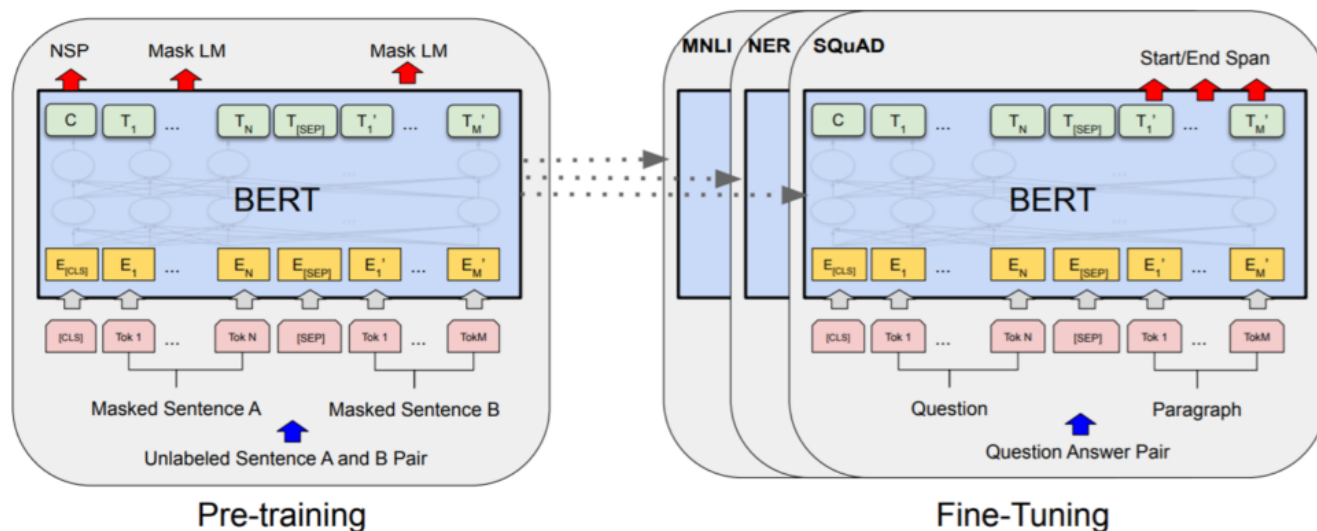 NSP Mask LM Mask LM
C T1 ... TN T[SEP] T1' ... TM'
BERT
E[CLS] E1 ... EN E[SEP] E1' ... EM'
[CLS] Tok 1 ... Tok N [SEP] Tok 1 ... TokM
Masked Sentence A Masked Sentence B
Unlabeled Sentence A and B Pair
Pre-training
MNLI NER SQuAD
Start/End Span
C T1 ... TN T[SEP] T1' ... TM'
BERT
E[CLS] E1 ... EN E[SEP] E1' ... EM'
[CLS] Tok 1 ... Tok N [SEP] Tok 1 ... TokM
Question Paragraph
Question Answer Pair
Fine-Tuning